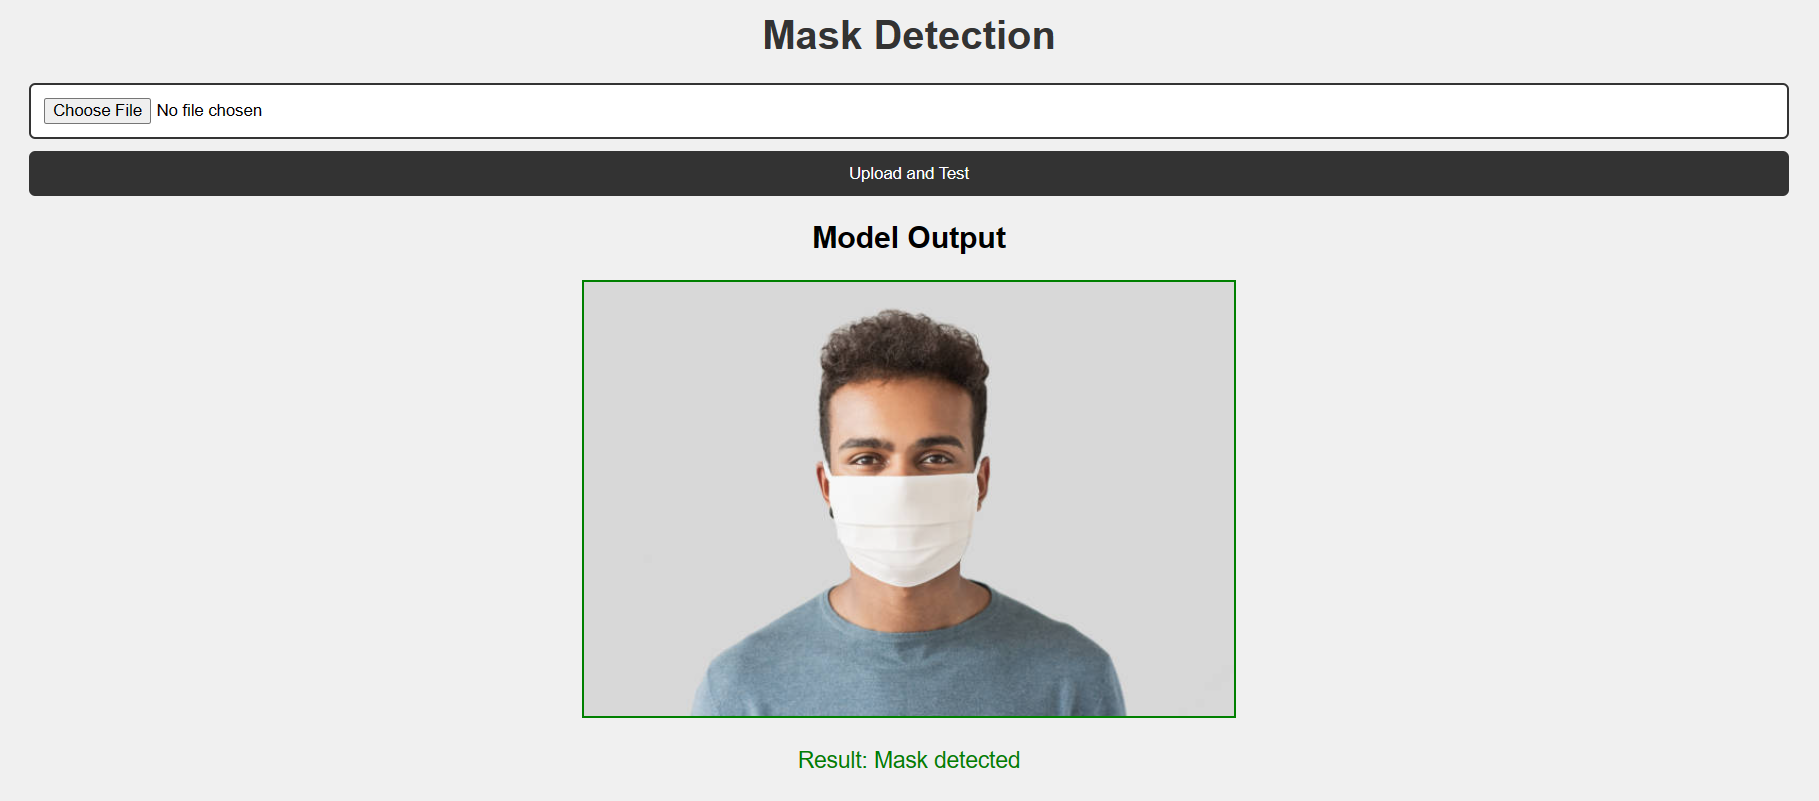 Mask Detection
Choose File No file chosen
Upload and Test
Model Output
Result: Mask detected